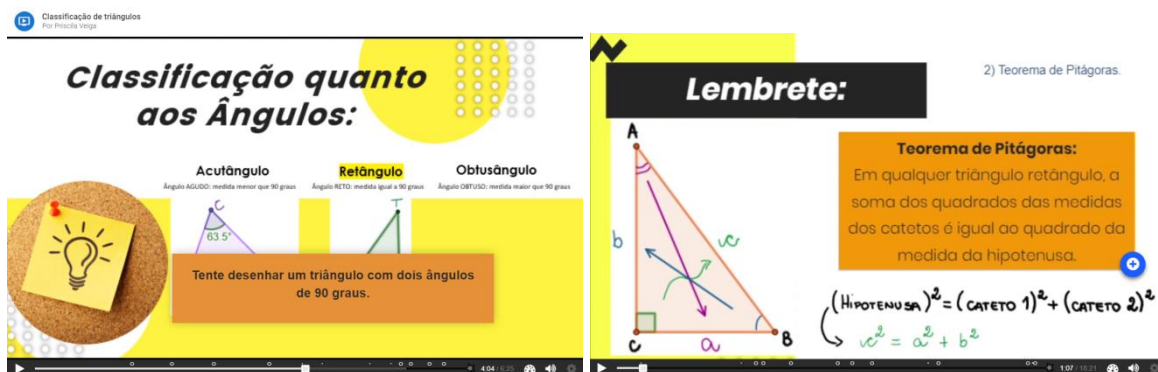 Classificação de triângulos
Por Priscila Veiga
Classificação quanto
aos Ângulos:
Acutângulo
Ângulo AGUDO: medida menor que 90 graus
Retângulo
Ângulo RETO: medida igual a 90 graus
Obtusângulo
Ângulo OBTUSO: medida maior que 90 graus
C
63.5°
T
Tente desenhar um triângulo com dois ângulos
de 90 graus.
4:04 / 6:25
Lembrete:
2) Teorema de Pitágoras.
A
b
c
C
a
B
Teorema de Pitágoras:
Em qualquer triângulo retângulo, a
soma dos quadrados das medidas
dos catetos é igual ao quadrado da
medida da hipotenusa.
(HIPOTENUSA)² = (CATETO 1)² + (CATETO 2)²
c² = a² + b²
1:07 / 18:21